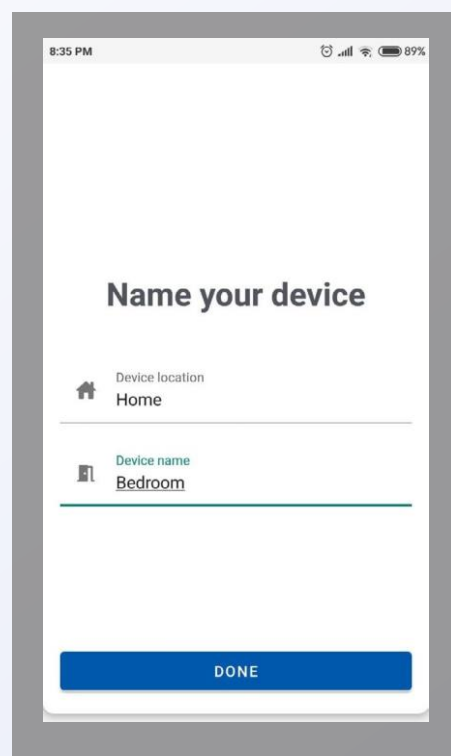 8:35 PM 89%
Name your device
Device location
Home
Device name
Bedroom
DONE